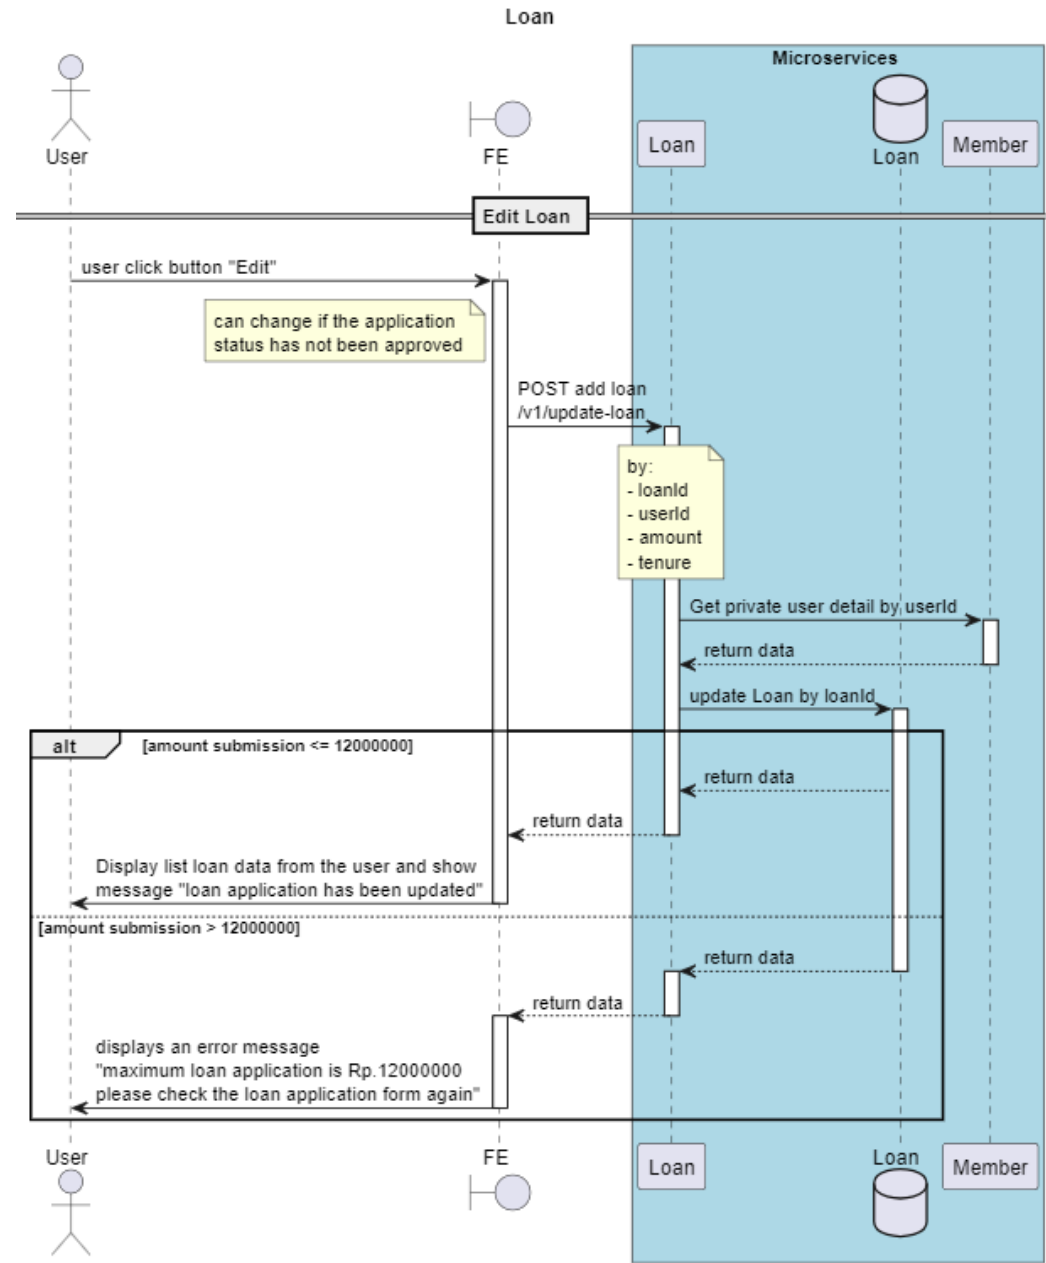 Loan
Microservices
User
FE
Loan
Loan
Member
Edit Loan
user click button "Edit"
can change if the application
status has not been approved
POST add loan
/v1/update-loan
by:
- loanId
- userId
- amount
- tenure
Get private user detail by userId
return data
update Loan by loanId
alt
[amount submission <= 12000000]
return data
return data
Display list loan data from the user and show
message "loan application has been updated"
[amount submission > 12000000]
return data
return data
displays an error message
"maximum loan application is Rp.12000000
please check the loan application form again"
User
FE
Loan
Loan
Member